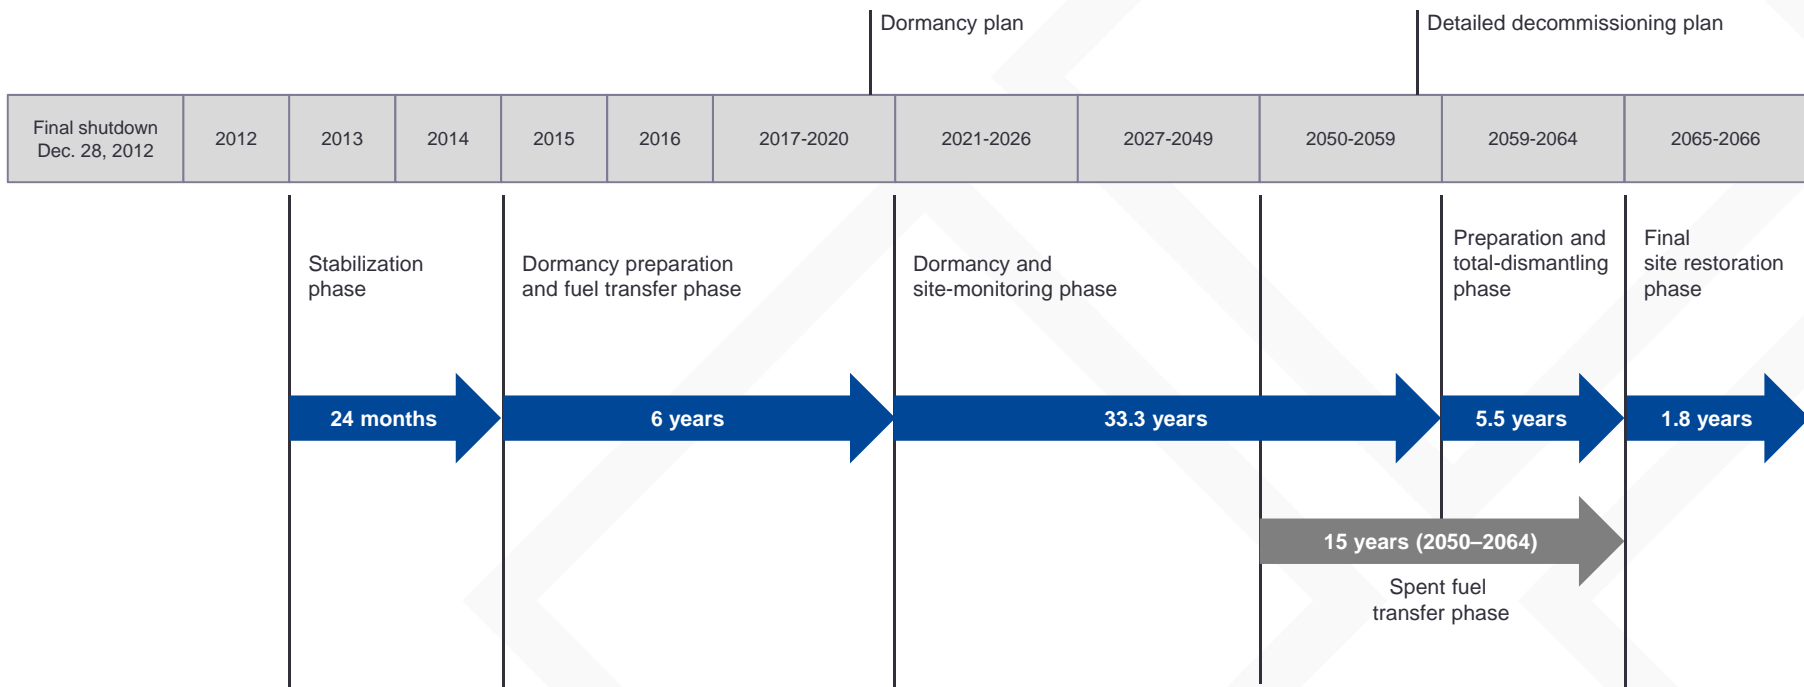 Dormancy plan
Detailed decommissioning plan
Final shutdown
Dec. 28, 2012
2012
2013
2014
2015
2016
2017-2020
2021-2026
2027-2049
2050-2059
2059-2064
2065-2066
Stabilization
phase
Dormancy preparation
and fuel transfer phase
Dormancy and
site-monitoring phase
Preparation and
total-dismantling
phase
Final
site restoration
phase
24 months
6 years
33.3 years
5.5 years
1.8 years
15 years (2050–2064)
Spent fuel
transfer phase